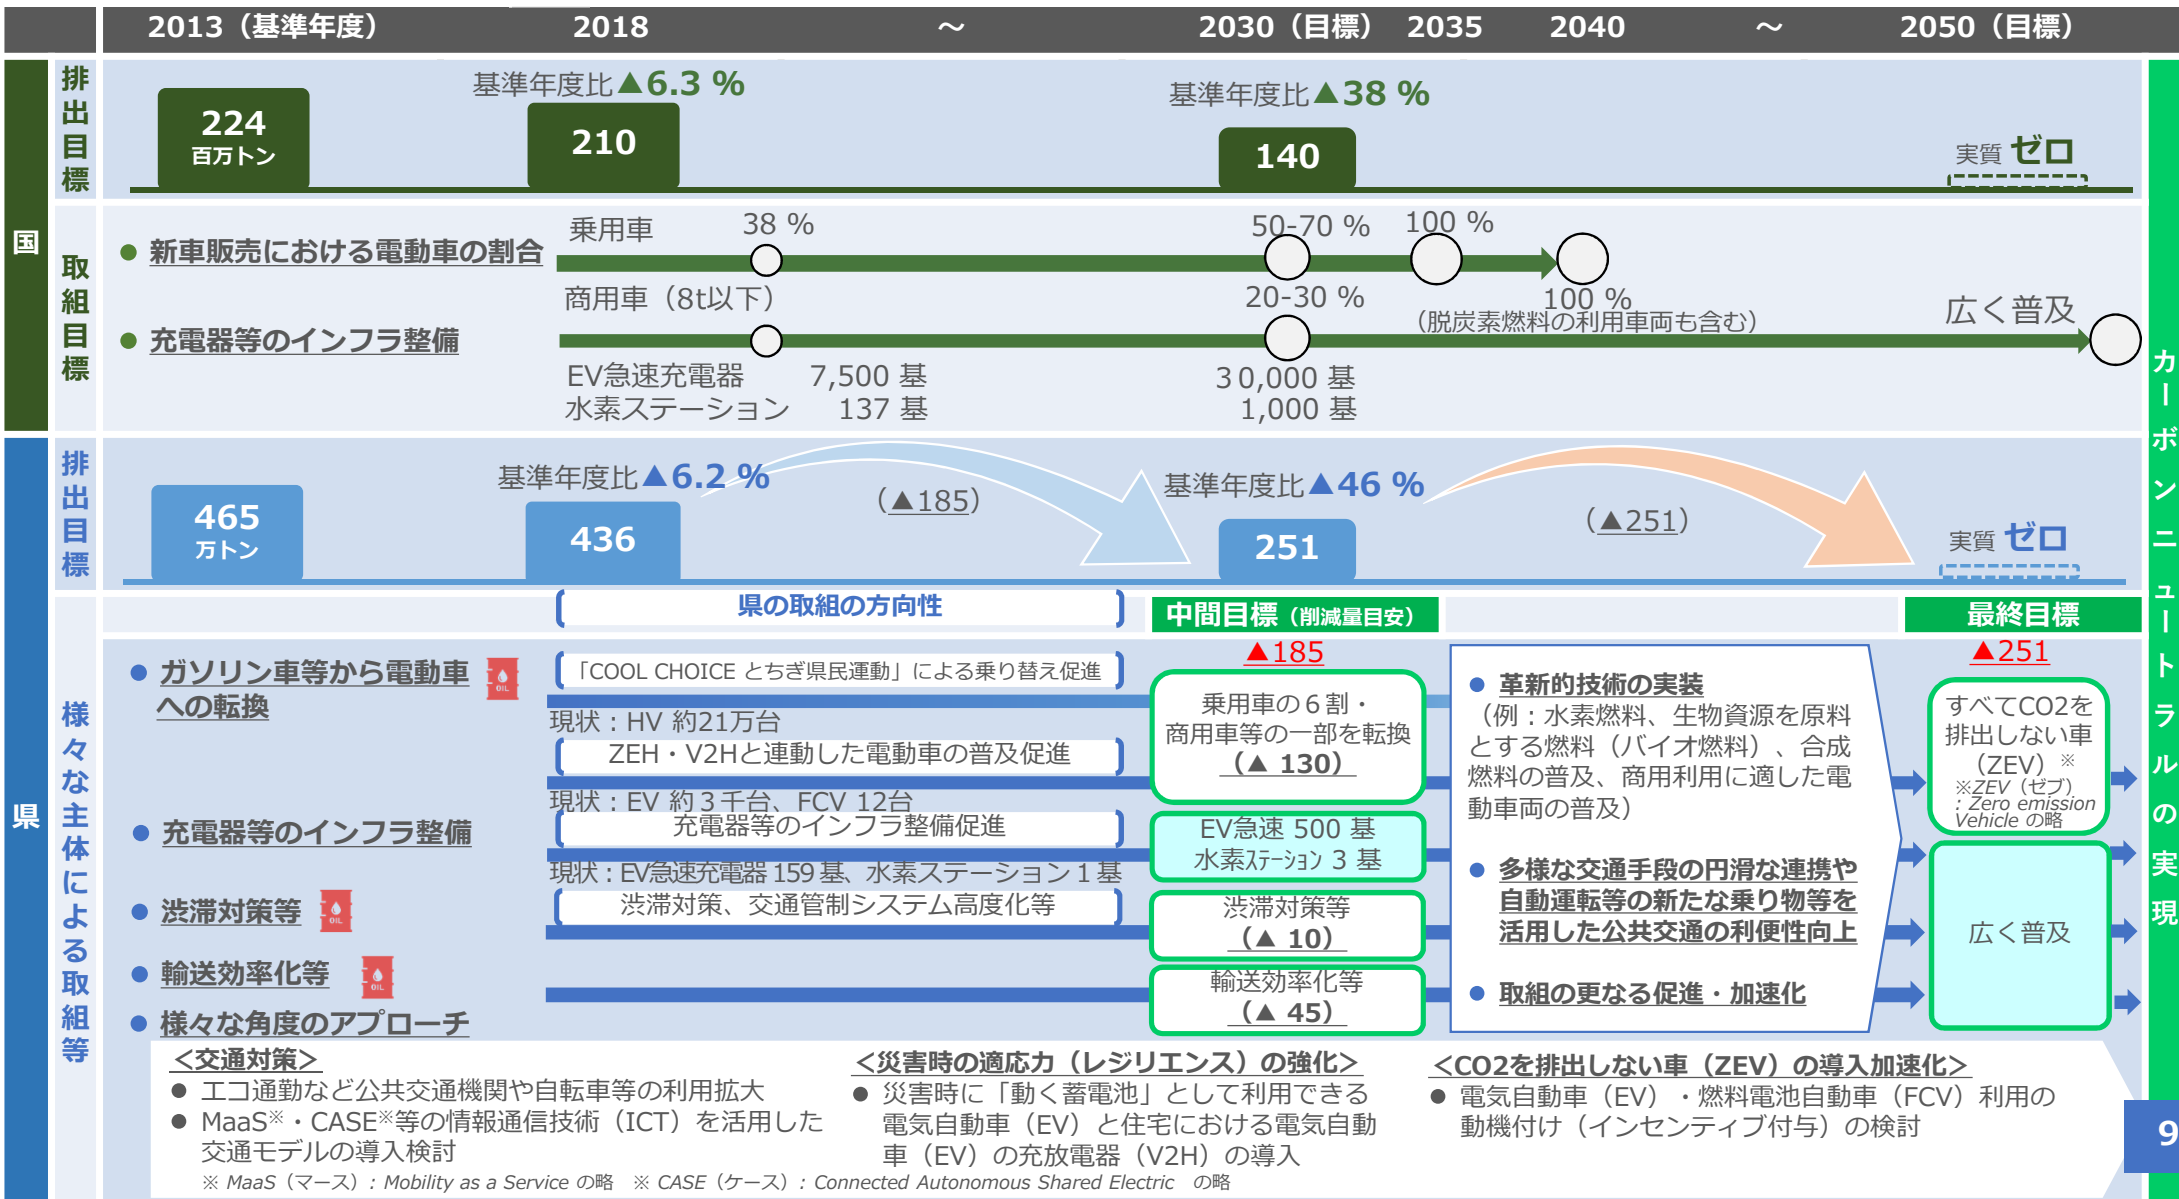 2013（基準年度）　2018　～　2030（目標）　2035　2040　～　2050（目標）
国
排出目標
基準年度比▲6.3 %
基準年度比▲38 %
224
百万トン
210
140
実質 ゼロ
取組目標
● 新車販売における電動車の割合
乗用車
38 %
50-70 %
100 %
商用車（8t以下）
20-30 %
100 %
（脱炭素燃料の利用車両も含む）
● 充電器等のインフラ整備
広く普及
EV急速充電器　7,500 基
30,000 基
水素ステーション　137 基
1,000 基
県
排出目標
基準年度比▲6.2 %
（▲185）
基準年度比▲46 %
（▲251）
465
万トン
436
251
実質 ゼロ
様々な主体による取組等
県の取組の方向性
中間目標（削減量目安）
最終目標
▲185
▲251
● ガソリン車等から電動車
への転換
OIL
「COOL CHOICE とちぎ県民運動」による乗り替え促進
現状：HV 約21万台
ZEH・V2Hと連動した電動車の普及促進
現状：EV 約３千台、FCV 12台
乗用車の６割・
商用車等の一部を転換
（▲ 130）
● 充電器等のインフラ整備
充電器等のインフラ整備促進
現状：EV急速充電器 159 基、水素ステーション 1 基
EV急速 500 基
水素ｽﾃｰｼｮﾝ 3 基
● 渋滞対策等
OIL
渋滞対策、交通管制システム高度化等
渋滞対策等
（▲ 10）
● 輸送効率化等
OIL
輸送効率化等
（▲ 45）
● 様々な角度のアプローチ
● 革新的技術の実装
（例：水素燃料、生物資源を原料
とする燃料（バイオ燃料）、合成
燃料の普及、商用利用に適した電
動車両の普及）
● 多様な交通手段の円滑な連携や
自動運転等の新たな乗り物等を
活用した公共交通の利便性向上
● 取組の更なる促進・加速化
すべてCO2を
排出しない車
（ZEV）※
※ZEV（ゼブ）
: Zero emission
Vehicle の略
広く普及
＜交通対策＞
● エコ通勤など公共交通機関や自転車等の利用拡大
● MaaS※・CASE※等の情報通信技術（ICT）を活用した
交通モデルの導入検討
※ MaaS（マース）: Mobility as a Service の略　※ CASE（ケース）: Connected Autonomous Shared Electric　の略
＜災害時の適応力（レジリエンス）の強化＞
● 災害時に「動く蓄電池」として利用できる
電気自動車（EV）と住宅における電気自動
車（EV）の充放電器（V2H）の導入
＜CO2を排出しない車（ZEV）の導入加速化＞
● 電気自動車（EV）・燃料電池自動車（FCV）利用の
動機付け（インセンティブ付与）の検討
カーボンニュートラルの実現
9